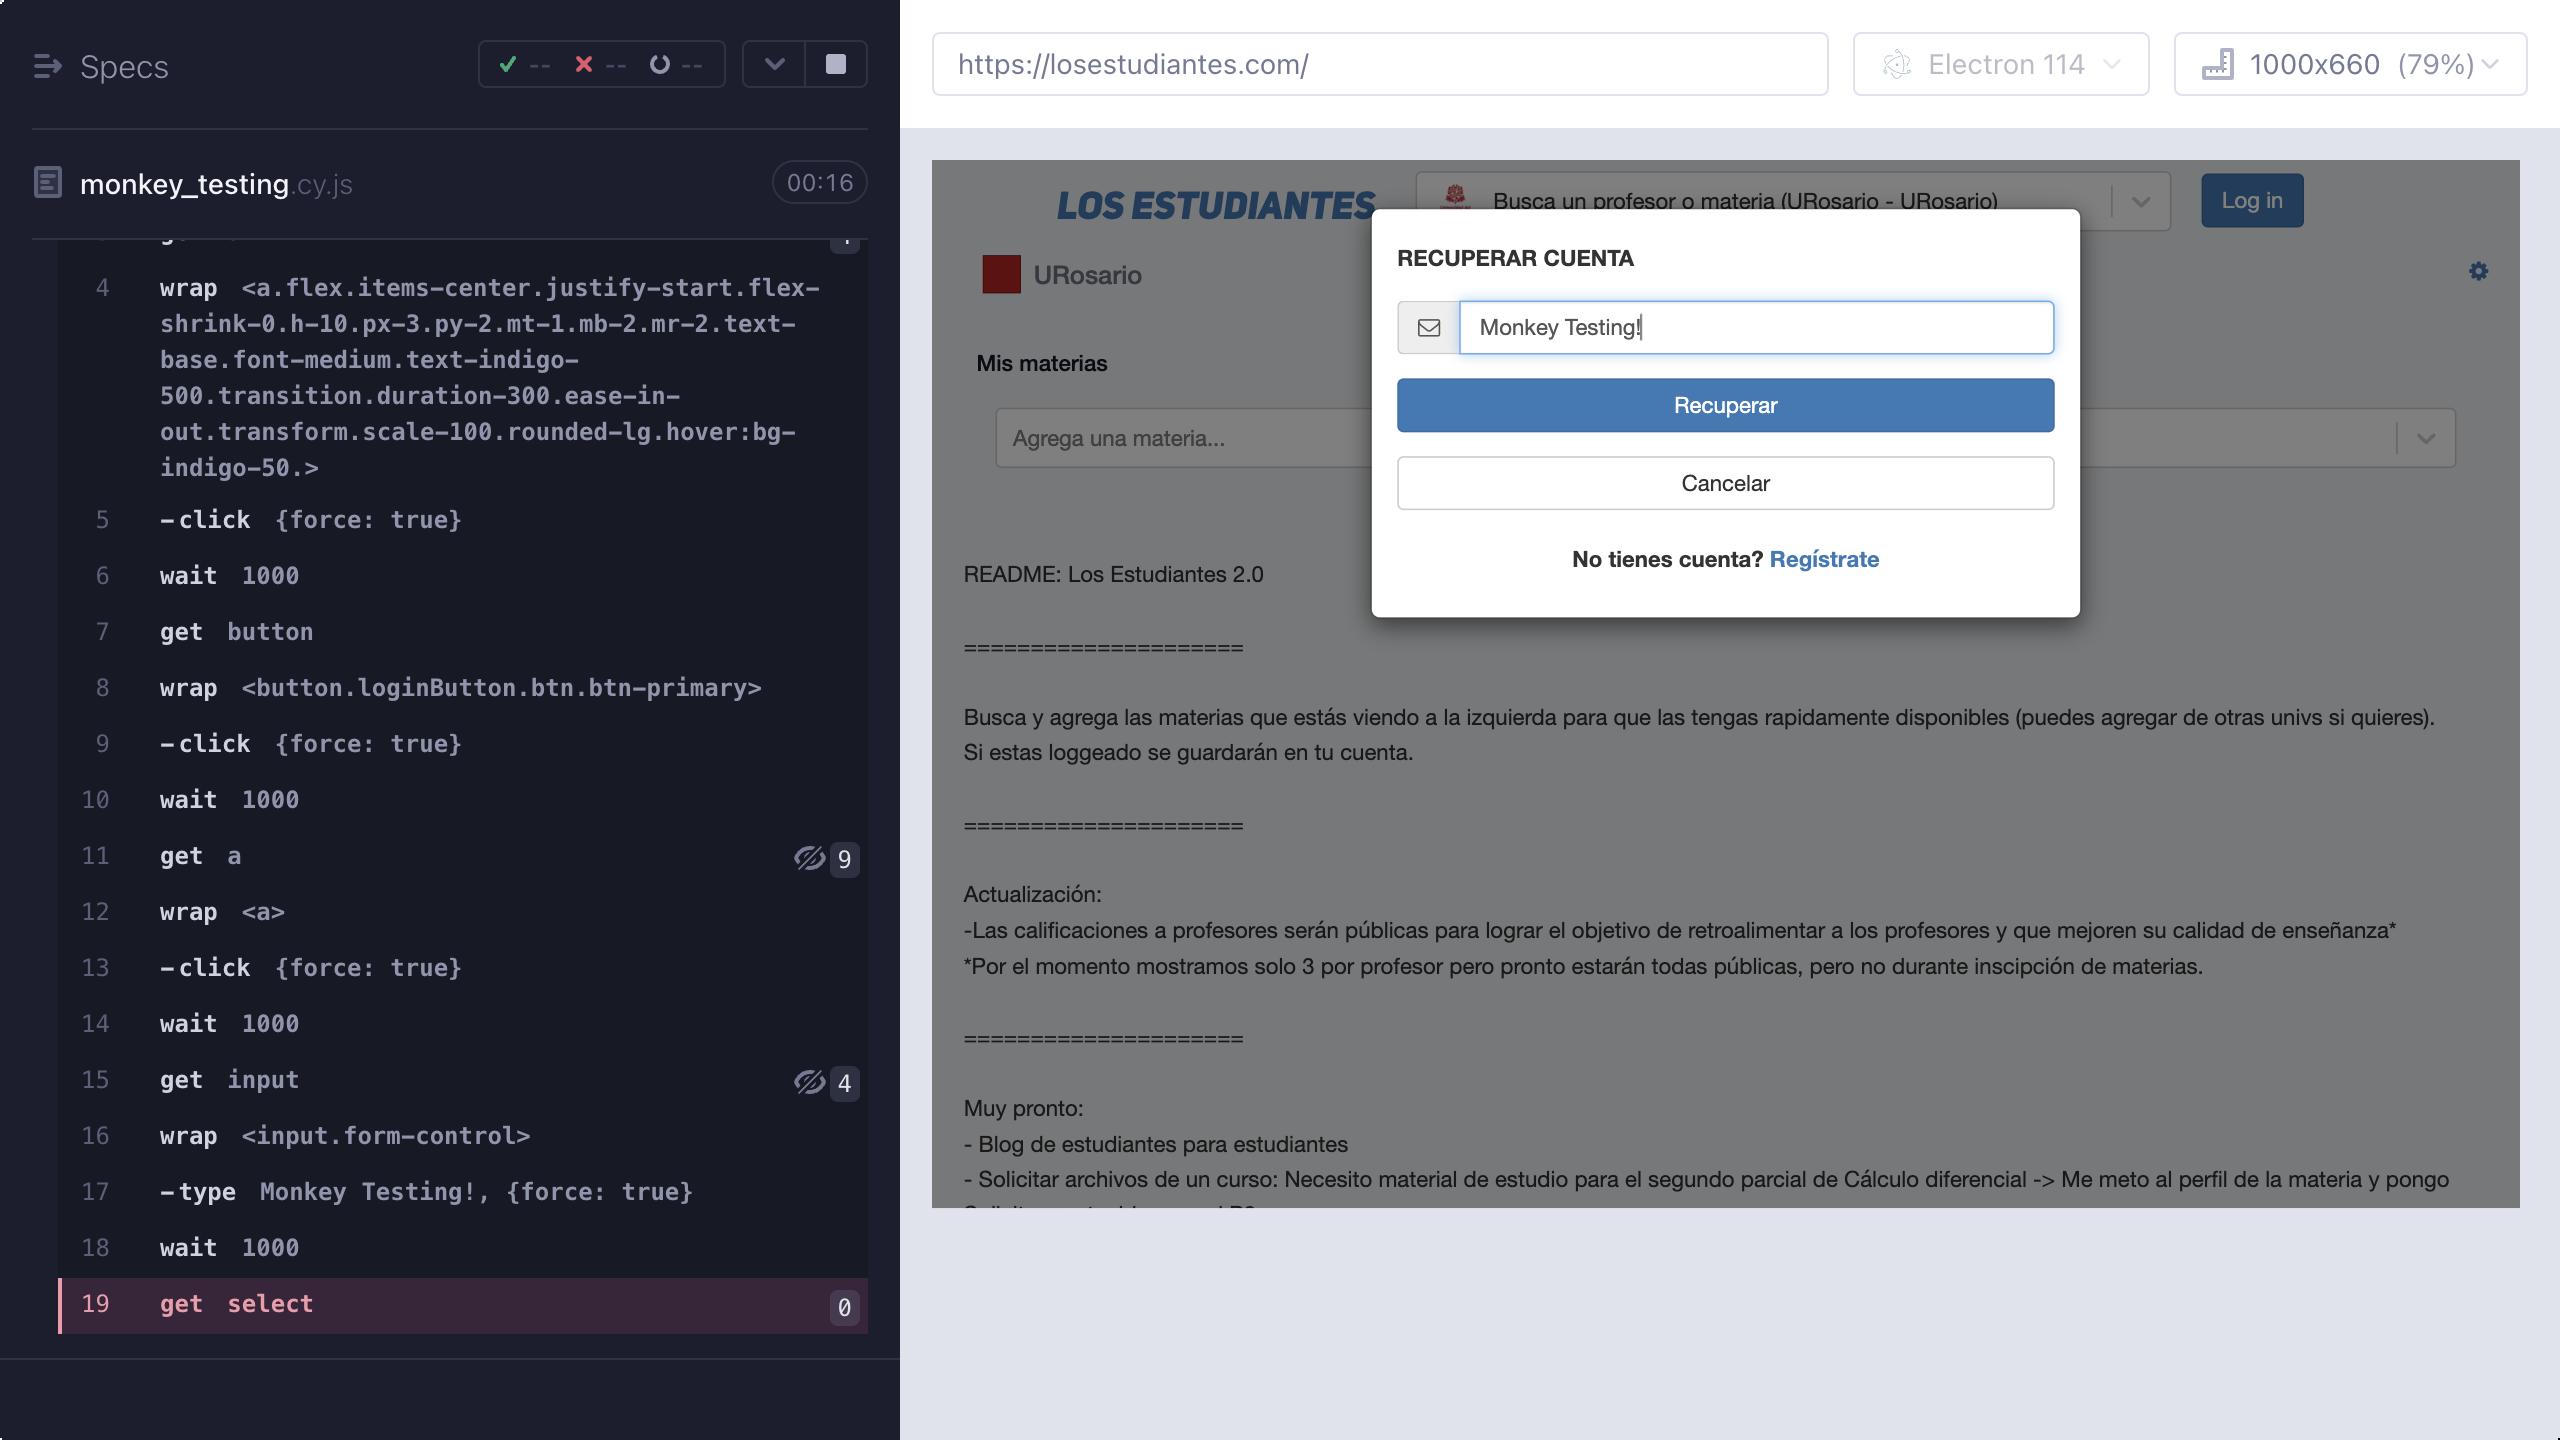 Specs
-- -- --
monkey_testing.cy.js
00:16
4 wrap <a.flex.items-center.justify-start.flex-
shrink-0.h-10.px-3.py-2.mt-1.mb-2.mr-2.text-
base.font-medium.text-indigo-
500.transition.duration-300.ease-in-
out.transform.scale-100.rounded-lg.hover:bg-
indigo-50.>
5 -click {force: true}
6 wait 1000
7 get button
8 wrap <button.loginButton.btn.btn-primary>
9 -click {force: true}
10 wait 1000
11 get a 9
12 wrap <a>
13 -click {force: true}
14 wait 1000
15 get input 4
16 wrap <input.form-control>
17 -type Monkey Testing!, {force: true}
18 wait 1000
19 get select 0
https://losestudiantes.com/
Electron 114
1000x660 (79%)
LOS ESTUDIANTES
Busca un profesor o materia (URosario - URosario)
Log in
URosario
RECUPERAR CUENTA
Monkey Testing!
Recuperar
Cancelar
No tienes cuenta? Regístrate
Mis materias
Agrega una materia...
README: Los Estudiantes 2.0
=====================
Busca y agrega las materias que estás viendo a la izquierda para que las tengas rapidamente disponibles (puedes agregar de otras univs si quieres).
Si estas loggeado se guardarán en tu cuenta.
=====================
Actualización:
-Las calificaciones a profesores serán públicas para lograr el objetivo de retroalimentar a los profesores y que mejoren su calidad de enseñanza*
*Por el momento mostramos solo 3 por profesor pero pronto estarán todas públicas, pero no durante inscipción de materias.
=====================
Muy pronto:
- Blog de estudiantes para estudiantes
- Solicitar archivos de un curso: Necesito material de estudio para el segundo parcial de Cálculo diferencial -> Me meto al perfil de la materia y pongo